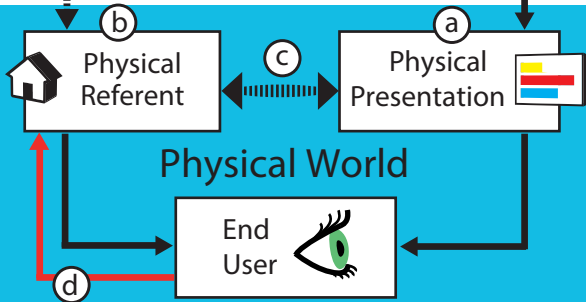 b
a
Physical
Referent
c
Physical
Presentation
Physical World
End
User
d